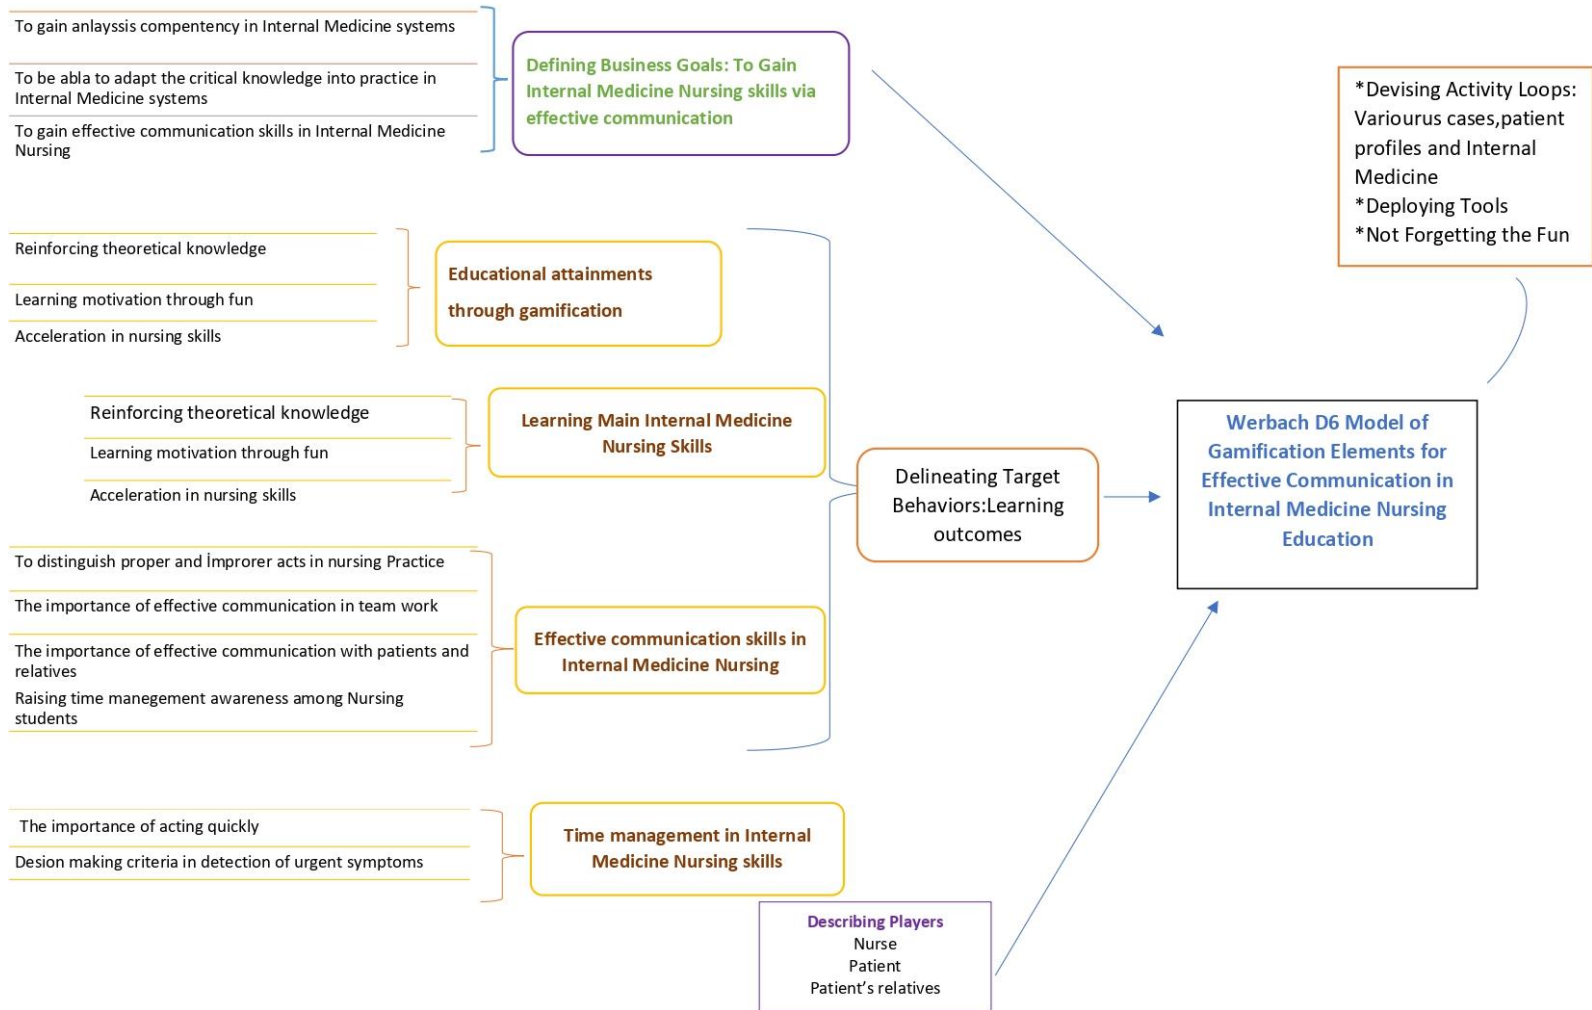 To gain anlayssis compentency in Internal Medicine systems
To be abla to adapt the critical knowledge into practice in
Internal Medicine systems
To gain effective communication skills in Internal Medicine
Nursing
Defining Business Goals: To Gain
Internal Medicine Nursing skills via
effective communication
*Devising Activity Loops:
Variourus cases,patient
profiles and Internal
Medicine
*Deploying Tools
*Not Forgetting the Fun
Reinforcing theoretical knowledge
Learning motivation through fun
Acceleration in nursing skills
Educational attainments
through gamification
Reinforcing theoretical knowledge
Learning motivation through fun
Acceleration in nursing skills
Learning Main Internal Medicine
Nursing Skills
Delineating Target
Behaviors:Learning
outcomes
Werbach D6 Model of
Gamification Elements for
Effective Communication in
Internal Medicine Nursing
Education
To distinguish proper and İmprorer acts in nursing Practice
The importance of effective communication in team work
The importance of effective communication with patients and
relatives
Raising time manegement awareness among Nursing
students
Effective communication skills in
Internal Medicine Nursing
The importance of acting quickly
Desion making criteria in detection of urgent symptoms
Time management in Internal
Medicine Nursing skills
Describing Players
Nurse
Patient
Patient's relatives